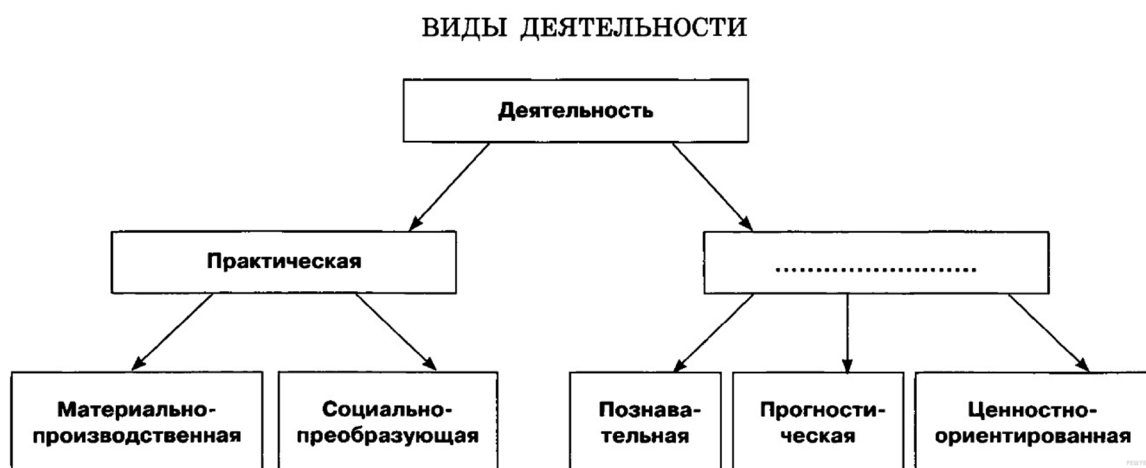 ВИДЫ ДЕЯТЕЛЬНОСТИ
Деятельность
Практическая
.........................
Материально-
производственная
Социально-
преобразующая
Познава-
тельная
Прогности-
ческая
Ценностно-
ориентированная